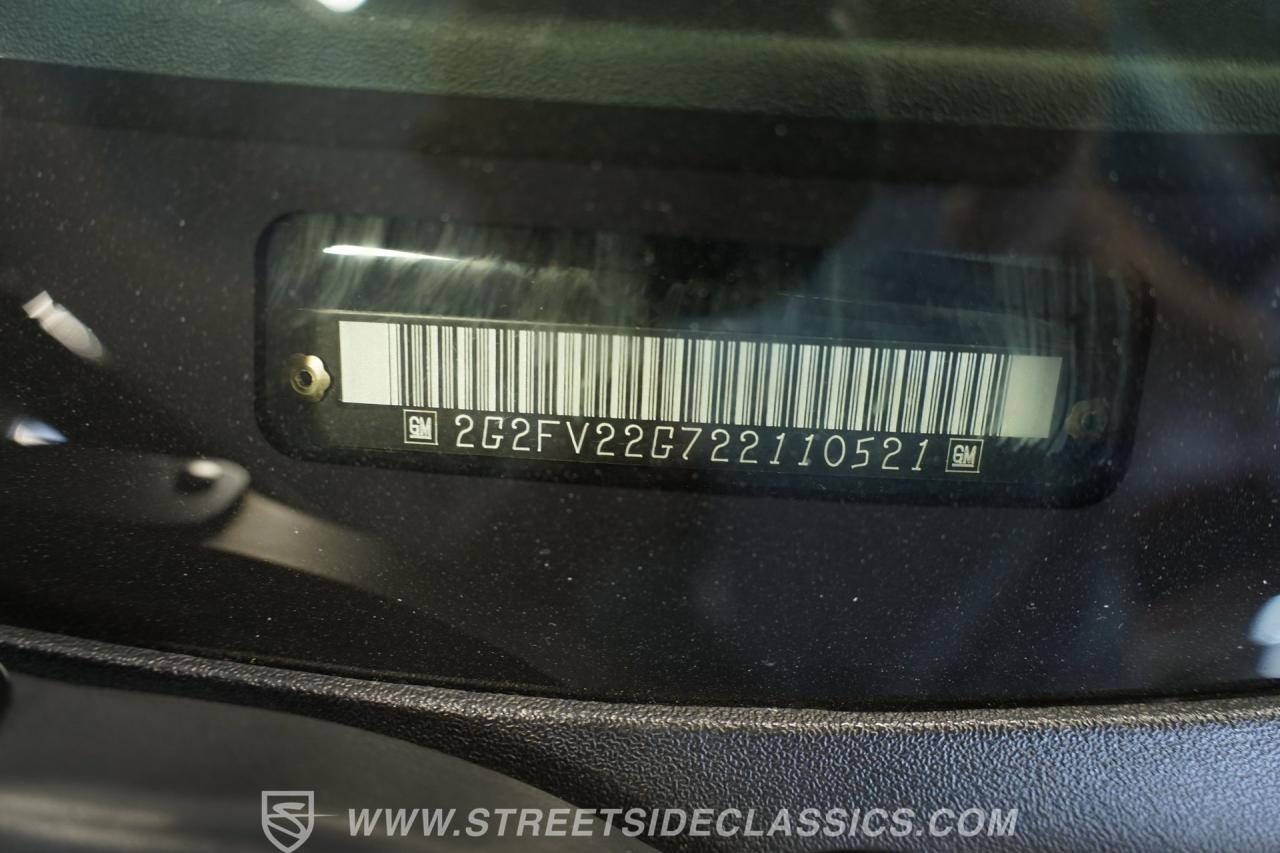 GM 2G2FV22G722110521 GM
WWW.STREETSIDECLASSICS.COM